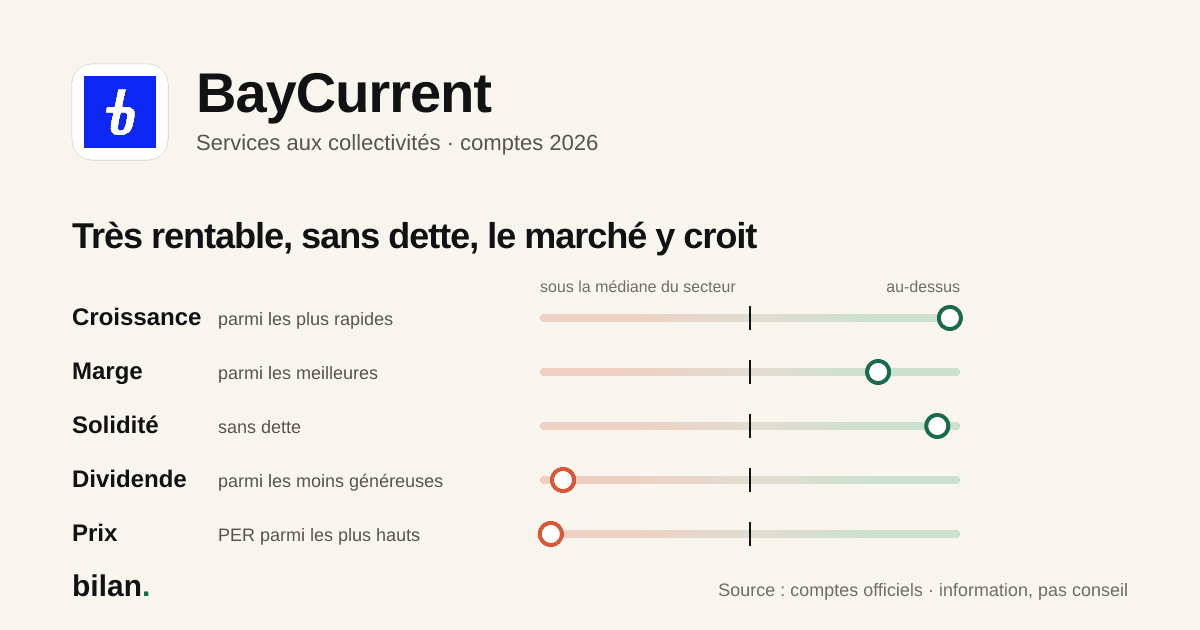 BayCurrent
Services aux collectivités · comptes 2026
Très rentable, sans dette, le marché y croit
sous la médiane du secteur au-dessus
Croissance parmi les plus rapides
Marge parmi les meilleures
Solidité sans dette
Dividende parmi les moins généreuses
Prix PER parmi les plus hauts
bilan.
Source : comptes officiels · information, pas conseil